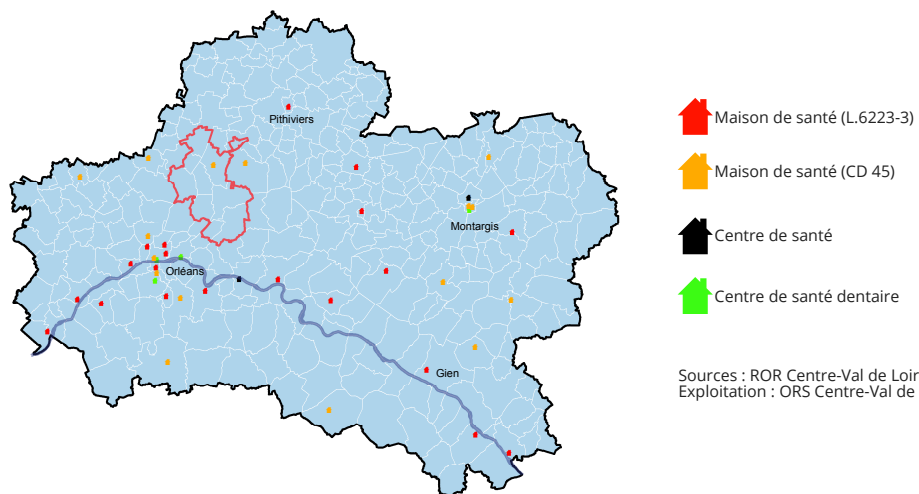 Pithiviers
Montargis
Orléans
Gien
Maison de santé (L.6223-3)
Maison de santé (CD 45)
Centre de santé
Centre de santé dentaire
Sources : ROR Centre-Val de Loir
Exploitation : ORS Centre-Val de